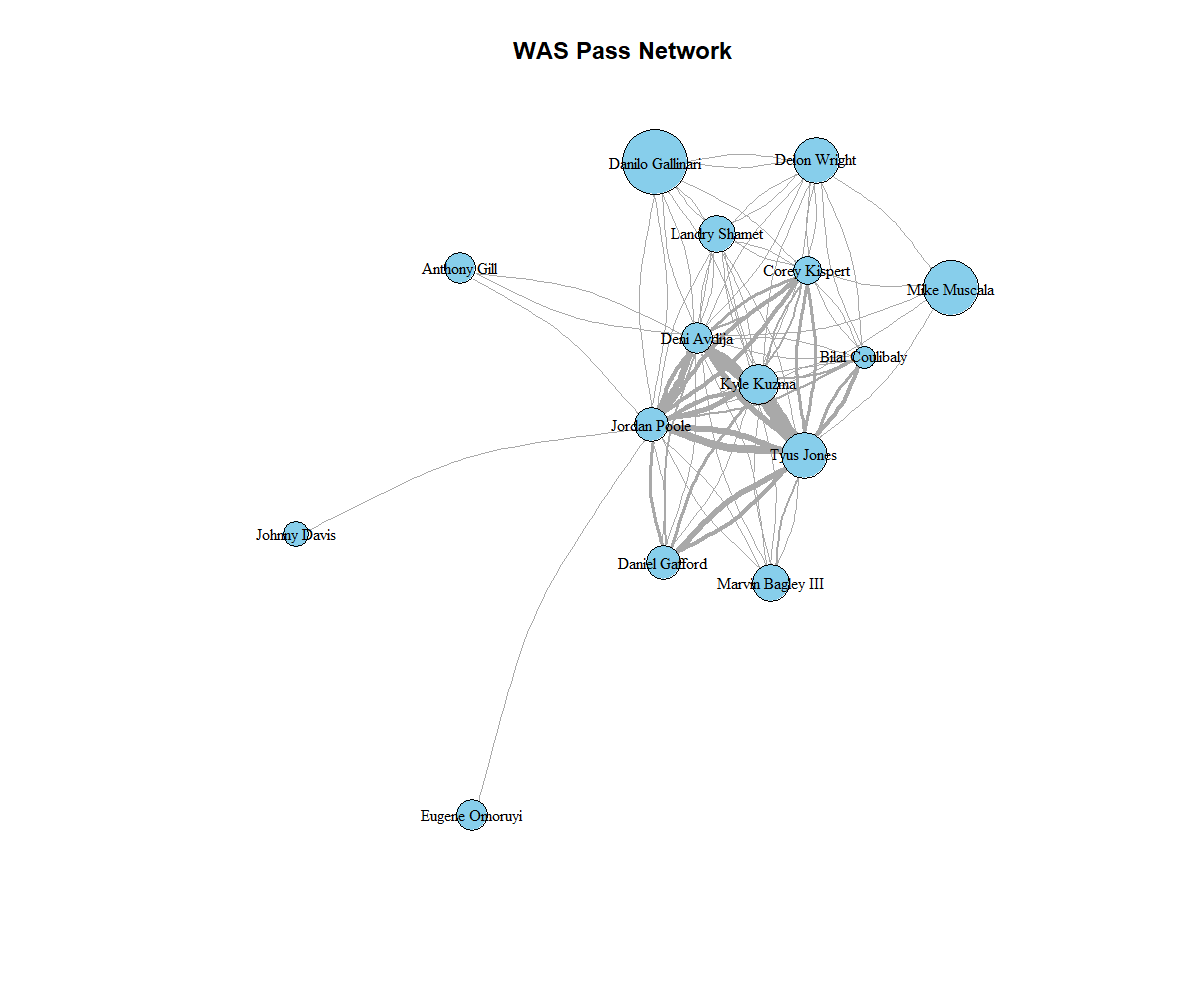 WAS Pass Network
Danilo Gallinari
Delon Wright
Landry Shamet
Anthony Gill
Corey Kispert
Mike Muscala
Deni Avdija
Bilal Coulibaly
Kyle Kuzma
Jordan Poole
Tyus Jones
Johnny Davis
Daniel Gafford
Marvin Bagley III
Eugene Omoruyi